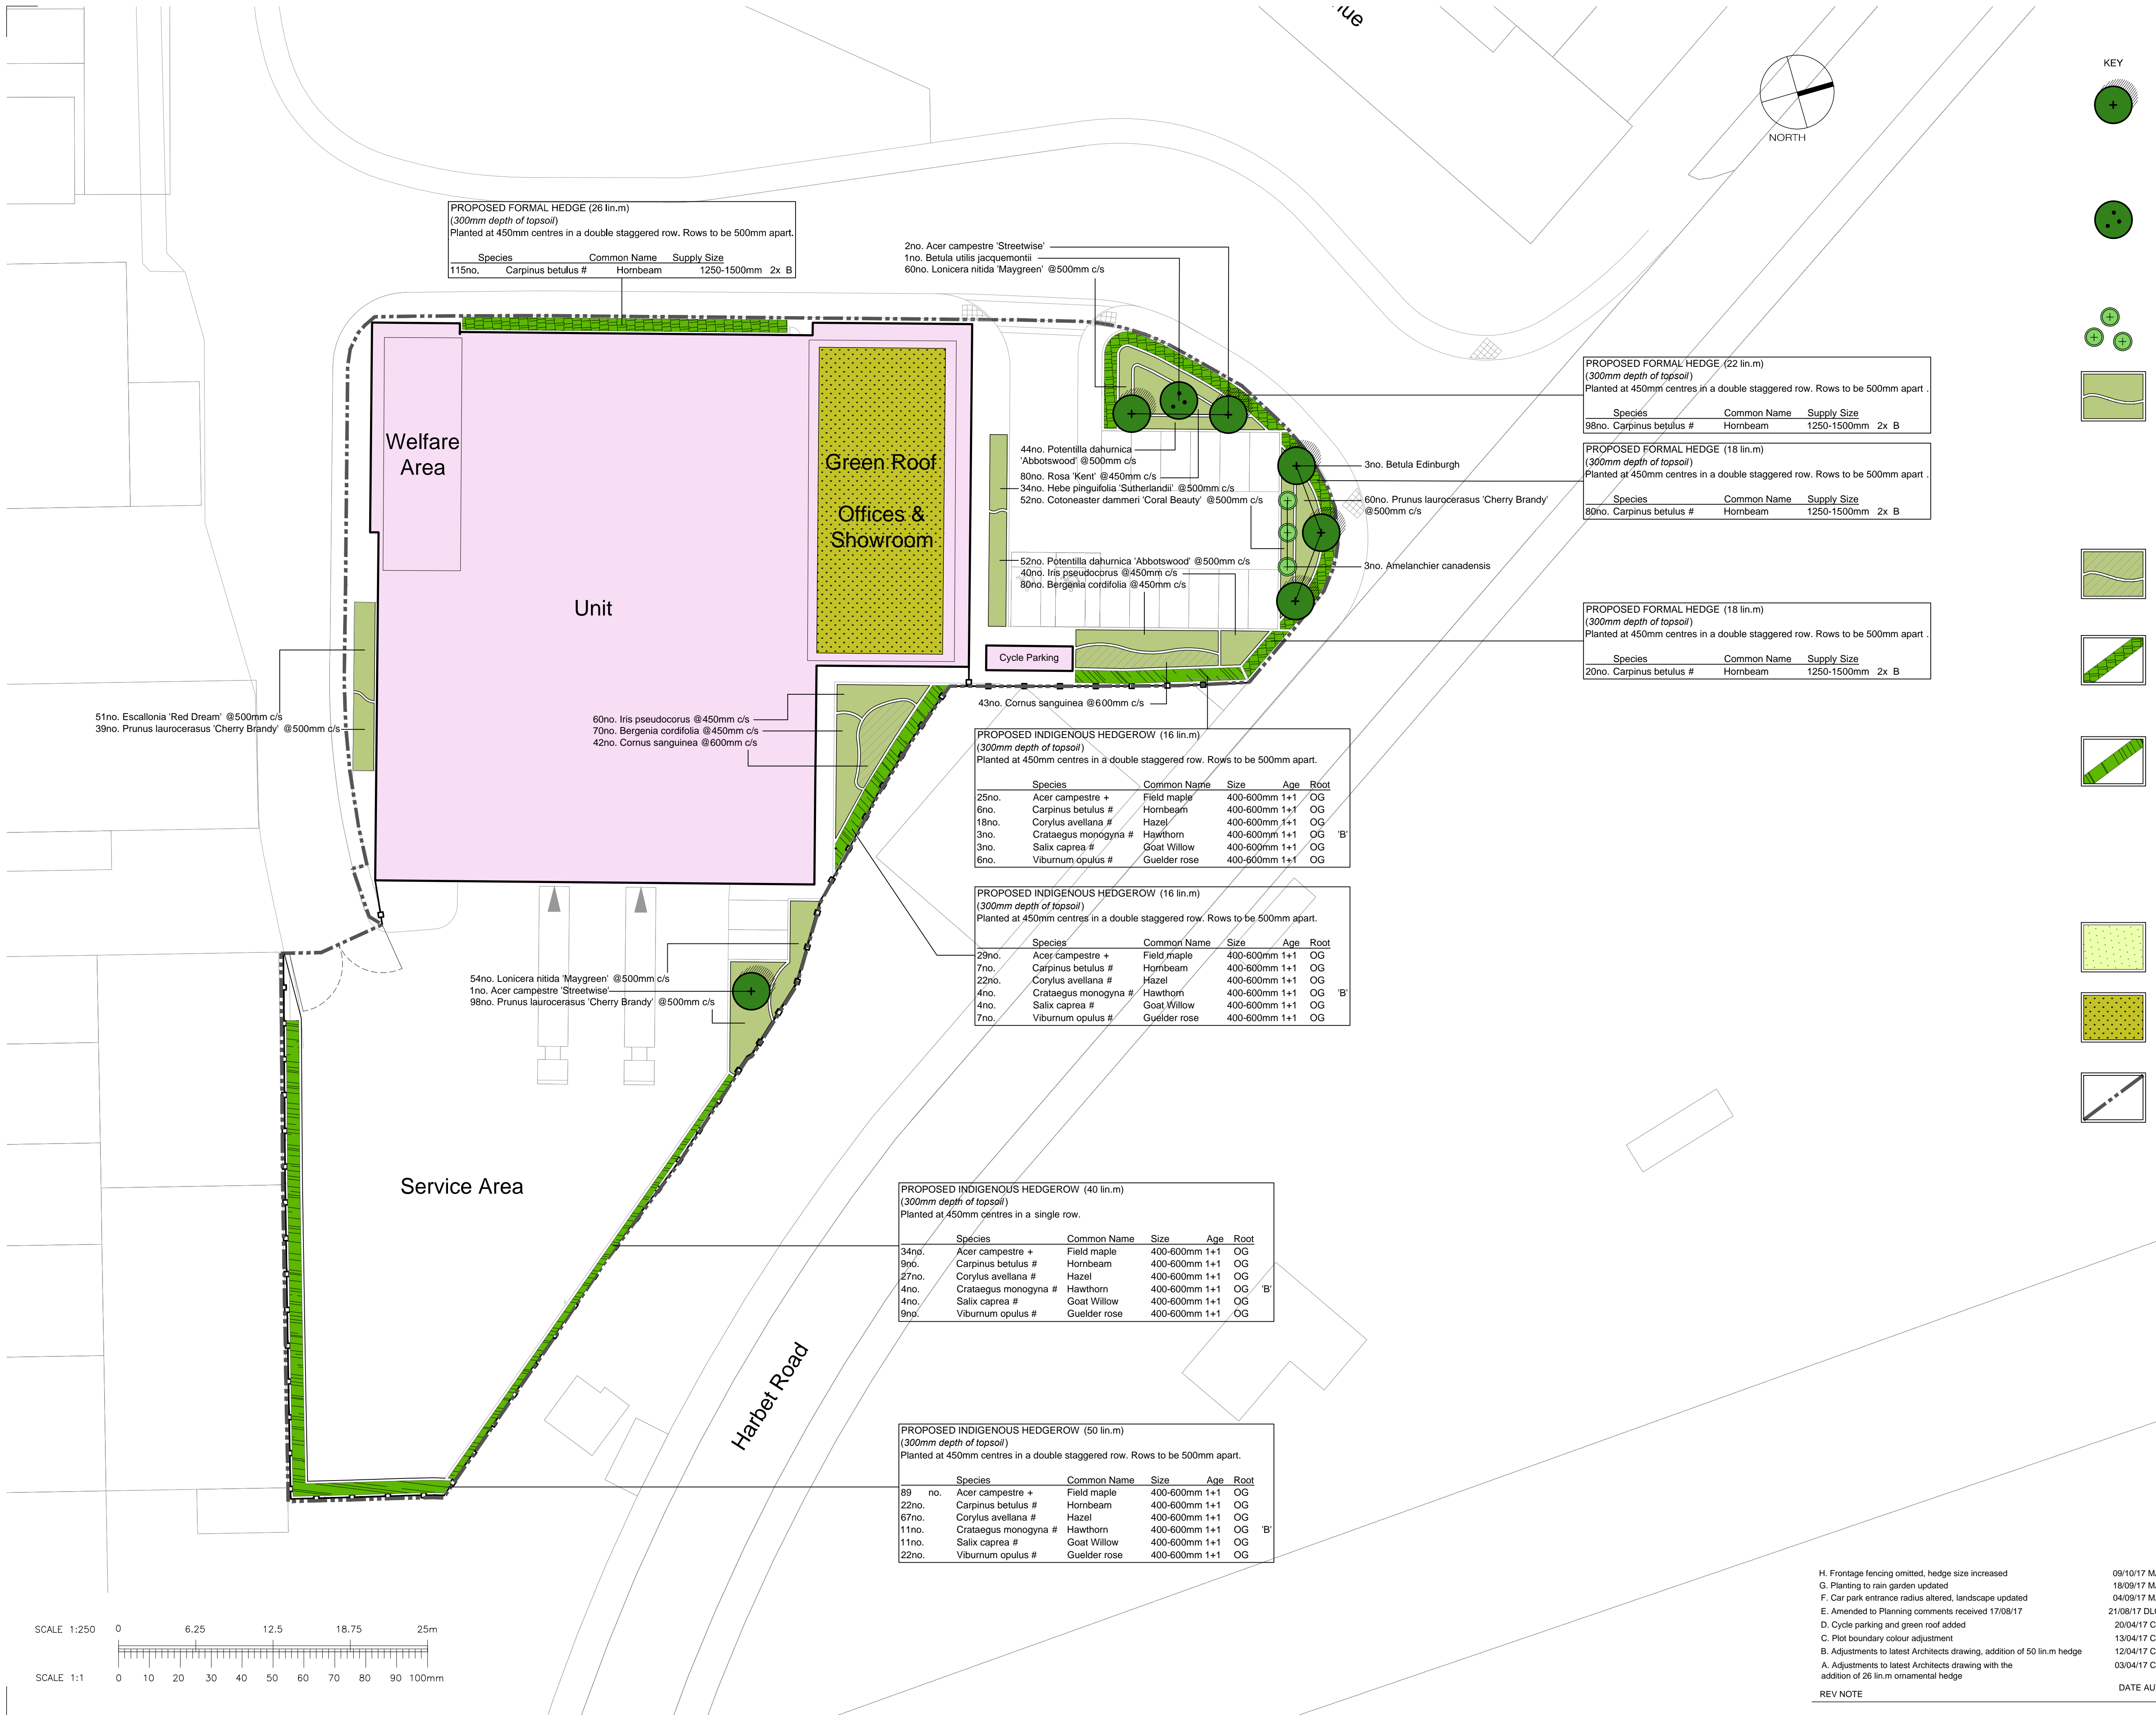 KEY
NORTH
PROPOSED FORMAL HEDGE (26 lin.m)
(300mm depth of topsoil)
Planted at 450mm centres in a double staggered row. Rows to be 500mm apart.
Species Common Name Supply Size
115no. Carpinus betulus # Hornbeam 1250-1500mm 2x B
2no. Acer campestre 'Streetwise'
1no. Betula utilis jacquemontii
60no. Lonicera nitida 'Maygreen' @500mm c/s
PROPOSED FORMAL HEDGE (22 lin.m)
(300mm depth of topsoil)
Planted at 450mm centres in a double staggered row. Rows to be 500mm apart .
Species Common Name Supply Size
98no. Carpinus betulus # Hornbeam 1250-1500mm 2x B
PROPOSED FORMAL HEDGE (18 lin.m)
(300mm depth of topsoil)
Planted at 450mm centres in a double staggered row. Rows to be 500mm apart .
Species Common Name Supply Size
80no. Carpinus betulus # Hornbeam 1250-1500mm 2x B
PROPOSED FORMAL HEDGE (18 lin.m)
(300mm depth of topsoil)
Planted at 450mm centres in a double staggered row. Rows to be 500mm apart .
Species Common Name Supply Size
20no. Carpinus betulus # Hornbeam 1250-1500mm 2x B
Welfare
Area
Green Roof
Offices &
Showroom
Unit
44no. Potentilla dahurnica
'Abbotswood' @500mm c/s
80no. Rosa 'Kent' @450mm c/s
34no. Hebe pinguifolia 'Sutherlandii' @500mm c/s
52no. Cotoneaster dammeri 'Coral Beauty' @500mm c/s
3no. Betula Edinburgh
60no. Prunus laurocerasus 'Cherry Brandy'
@500mm c/s
3no. Amelanchier canadensis
52no. Potentilla dahurnica 'Abbotswood' @500mm c/s
40no. Iris pseudocorus @450mm c/s
80no. Bergenia cordifolia @450mm c/s
Cycle Parking
43no. Cornus sanguinea @600mm c/s
51no. Escallonia 'Red Dream' @500mm c/s
39no. Prunus laurocerasus 'Cherry Brandy' @500mm c/s
60no. Iris pseudocorus @450mm c/s
70no. Bergenia cordifolia @450mm c/s
42no. Cornus sanguinea @600mm c/s
PROPOSED INDIGENOUS HEDGEROW (16 lin.m)
(300mm depth of topsoil)
Planted at 450mm centres in a double staggered row. Rows to be 500mm apart.
Species Common Name Size Age Root
25no. Acer campestre + Field maple 400-600mm 1+1 OG
6no. Carpinus betulus # Hornbeam 400-600mm 1+1 OG
18no. Corylus avellana # Hazel 400-600mm 1+1 OG
3no. Crataegus monogyna # Hawthorn 400-600mm 1+1 OG 'B'
3no. Salix caprea # Goat Willow 400-600mm 1+1 OG
6no. Viburnum opulus # Guelder rose 400-600mm 1+1 OG
PROPOSED INDIGENOUS HEDGEROW (16 lin.m)
(300mm depth of topsoil)
Planted at 450mm centres in a double staggered row. Rows to be 500mm apart.
Species Common Name Size Age Root
29no. Acer campestre + Field maple 400-600mm 1+1 OG
7no. Carpinus betulus # Hornbeam 400-600mm 1+1 OG
22no. Corylus avellana # Hazel 400-600mm 1+1 OG
4no. Crataegus monogyna # Hawthorn 400-600mm 1+1 OG 'B'
4no. Salix caprea # Goat Willow 400-600mm 1+1 OG
7no. Viburnum opulus # Guelder rose 400-600mm 1+1 OG
54no. Lonicera nitida 'Maygreen' @500mm c/s
1no. Acer campestre 'Streetwise'
98no. Prunus laurocerasus 'Cherry Brandy' @500mm c/s
Service Area
PROPOSED INDIGENOUS HEDGEROW (40 lin.m)
(300mm depth of topsoil)
Planted at 450mm centres in a single row.
Species Common Name Size Age Root
34no. Acer campestre + Field maple 400-600mm 1+1 OG
9no. Carpinus betulus # Hornbeam 400-600mm 1+1 OG
27no. Corylus avellana # Hazel 400-600mm 1+1 OG
4no. Crataegus monogyna # Hawthorn 400-600mm 1+1 OG 'B'
4no. Salix caprea # Goat Willow 400-600mm 1+1 OG
9no. Viburnum opulus # Guelder rose 400-600mm 1+1 OG
Harbet Road
PROPOSED INDIGENOUS HEDGEROW (50 lin.m)
(300mm depth of topsoil)
Planted at 450mm centres in a double staggered row. Rows to be 500mm apart.
Species Common Name Size Age Root
89 no. Acer campestre + Field maple 400-600mm 1+1 OG
22no. Carpinus betulus # Hornbeam 400-600mm 1+1 OG
67no. Corylus avellana # Hazel 400-600mm 1+1 OG
11no. Crataegus monogyna # Hawthorn 400-600mm 1+1 OG 'B'
11no. Salix caprea # Goat Willow 400-600mm 1+1 OG
22no. Viburnum opulus # Guelder rose 400-600mm 1+1 OG
SCALE 1:250 0 6.25 12.5 18.75 25m
SCALE 1:1 0 10 20 30 40 50 60 70 80 90 100mm
H. Frontage fencing omitted, hedge size increased 09/10/17
G. Planting to rain garden updated 18/09/17
F. Car park entrance radius altered, landscape updated 04/09/17
E. Amended to Planning comments received 17/08/17 21/08/17
D. Cycle parking and green roof added 20/04/17
C. Plot boundary colour adjustment 13/04/17
B. Adjustments to latest Architects drawing, addition of 50 lin.m hedge 12/04/17
A. Adjustments to latest Architects drawing with the 03/04/17
addition of 26 lin.m ornamental hedge
REV NOTE DATE